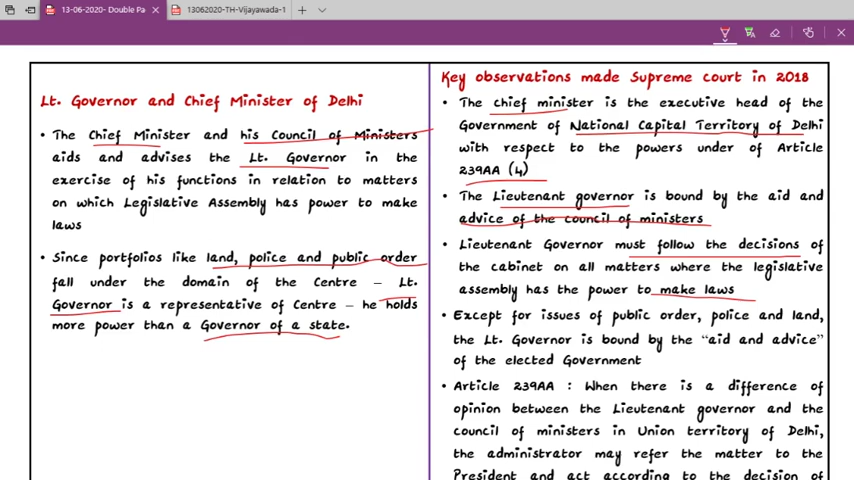 13-06-2020- Double Pa
13062020-TH-Vijayawada-1
Lt. Governor and Chief Minister of Delhi
• The Chief Minister and his Council of Ministers
aids and advises the Lt. Governor in the
exercise of his functions in relation to matters
on which Legislative Assembly has power to make
laws
• Since portfolios like land, police and public order
fall under the domain of the Centre – Lt.
Governor is a representative of Centre – he holds
more power than a Governor of a state.
Key observations made Supreme court in 2018
• The chief minister is the executive head of the
Government of National Capital Territory of Delhi
with respect to the powers under of Article
239AA (4)
• The Lieutenant governor is bound by the aid and
advice of the council of ministers
• Lieutenant Governor must follow the decisions of
the cabinet on all matters where the legislative
assembly has the power to make laws
• Except for issues of public order, police and land,
the Lt. Governor is bound by the “aid and advice”
of the elected Government
• Article 239AA : When there is a difference of
opinion between the Lieutenant governor and the
council of ministers in Union territory of Delhi,
the administrator may refer the matter to the
President and act according to the decision of